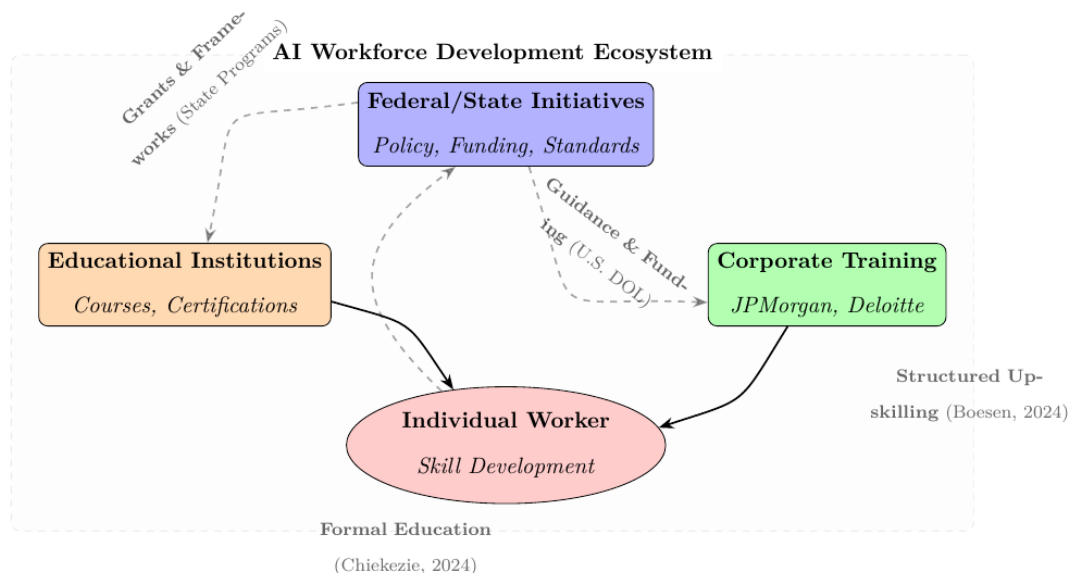 AI Workforce Development Ecosystem
Grants & Frame-
works (State Programs)
Federal/State Initiatives
Policy, Funding, Standards
Guidance & Fund-
ing (U.S. DOL)
Educational Institutions
Courses, Certifications
Corporate Training
JPMorgan, Deloitte
Structured Up-
skilling (Boesen, 2024)
Individual Worker
Skill Development
Formal Education
(Chiekezie, 2024)